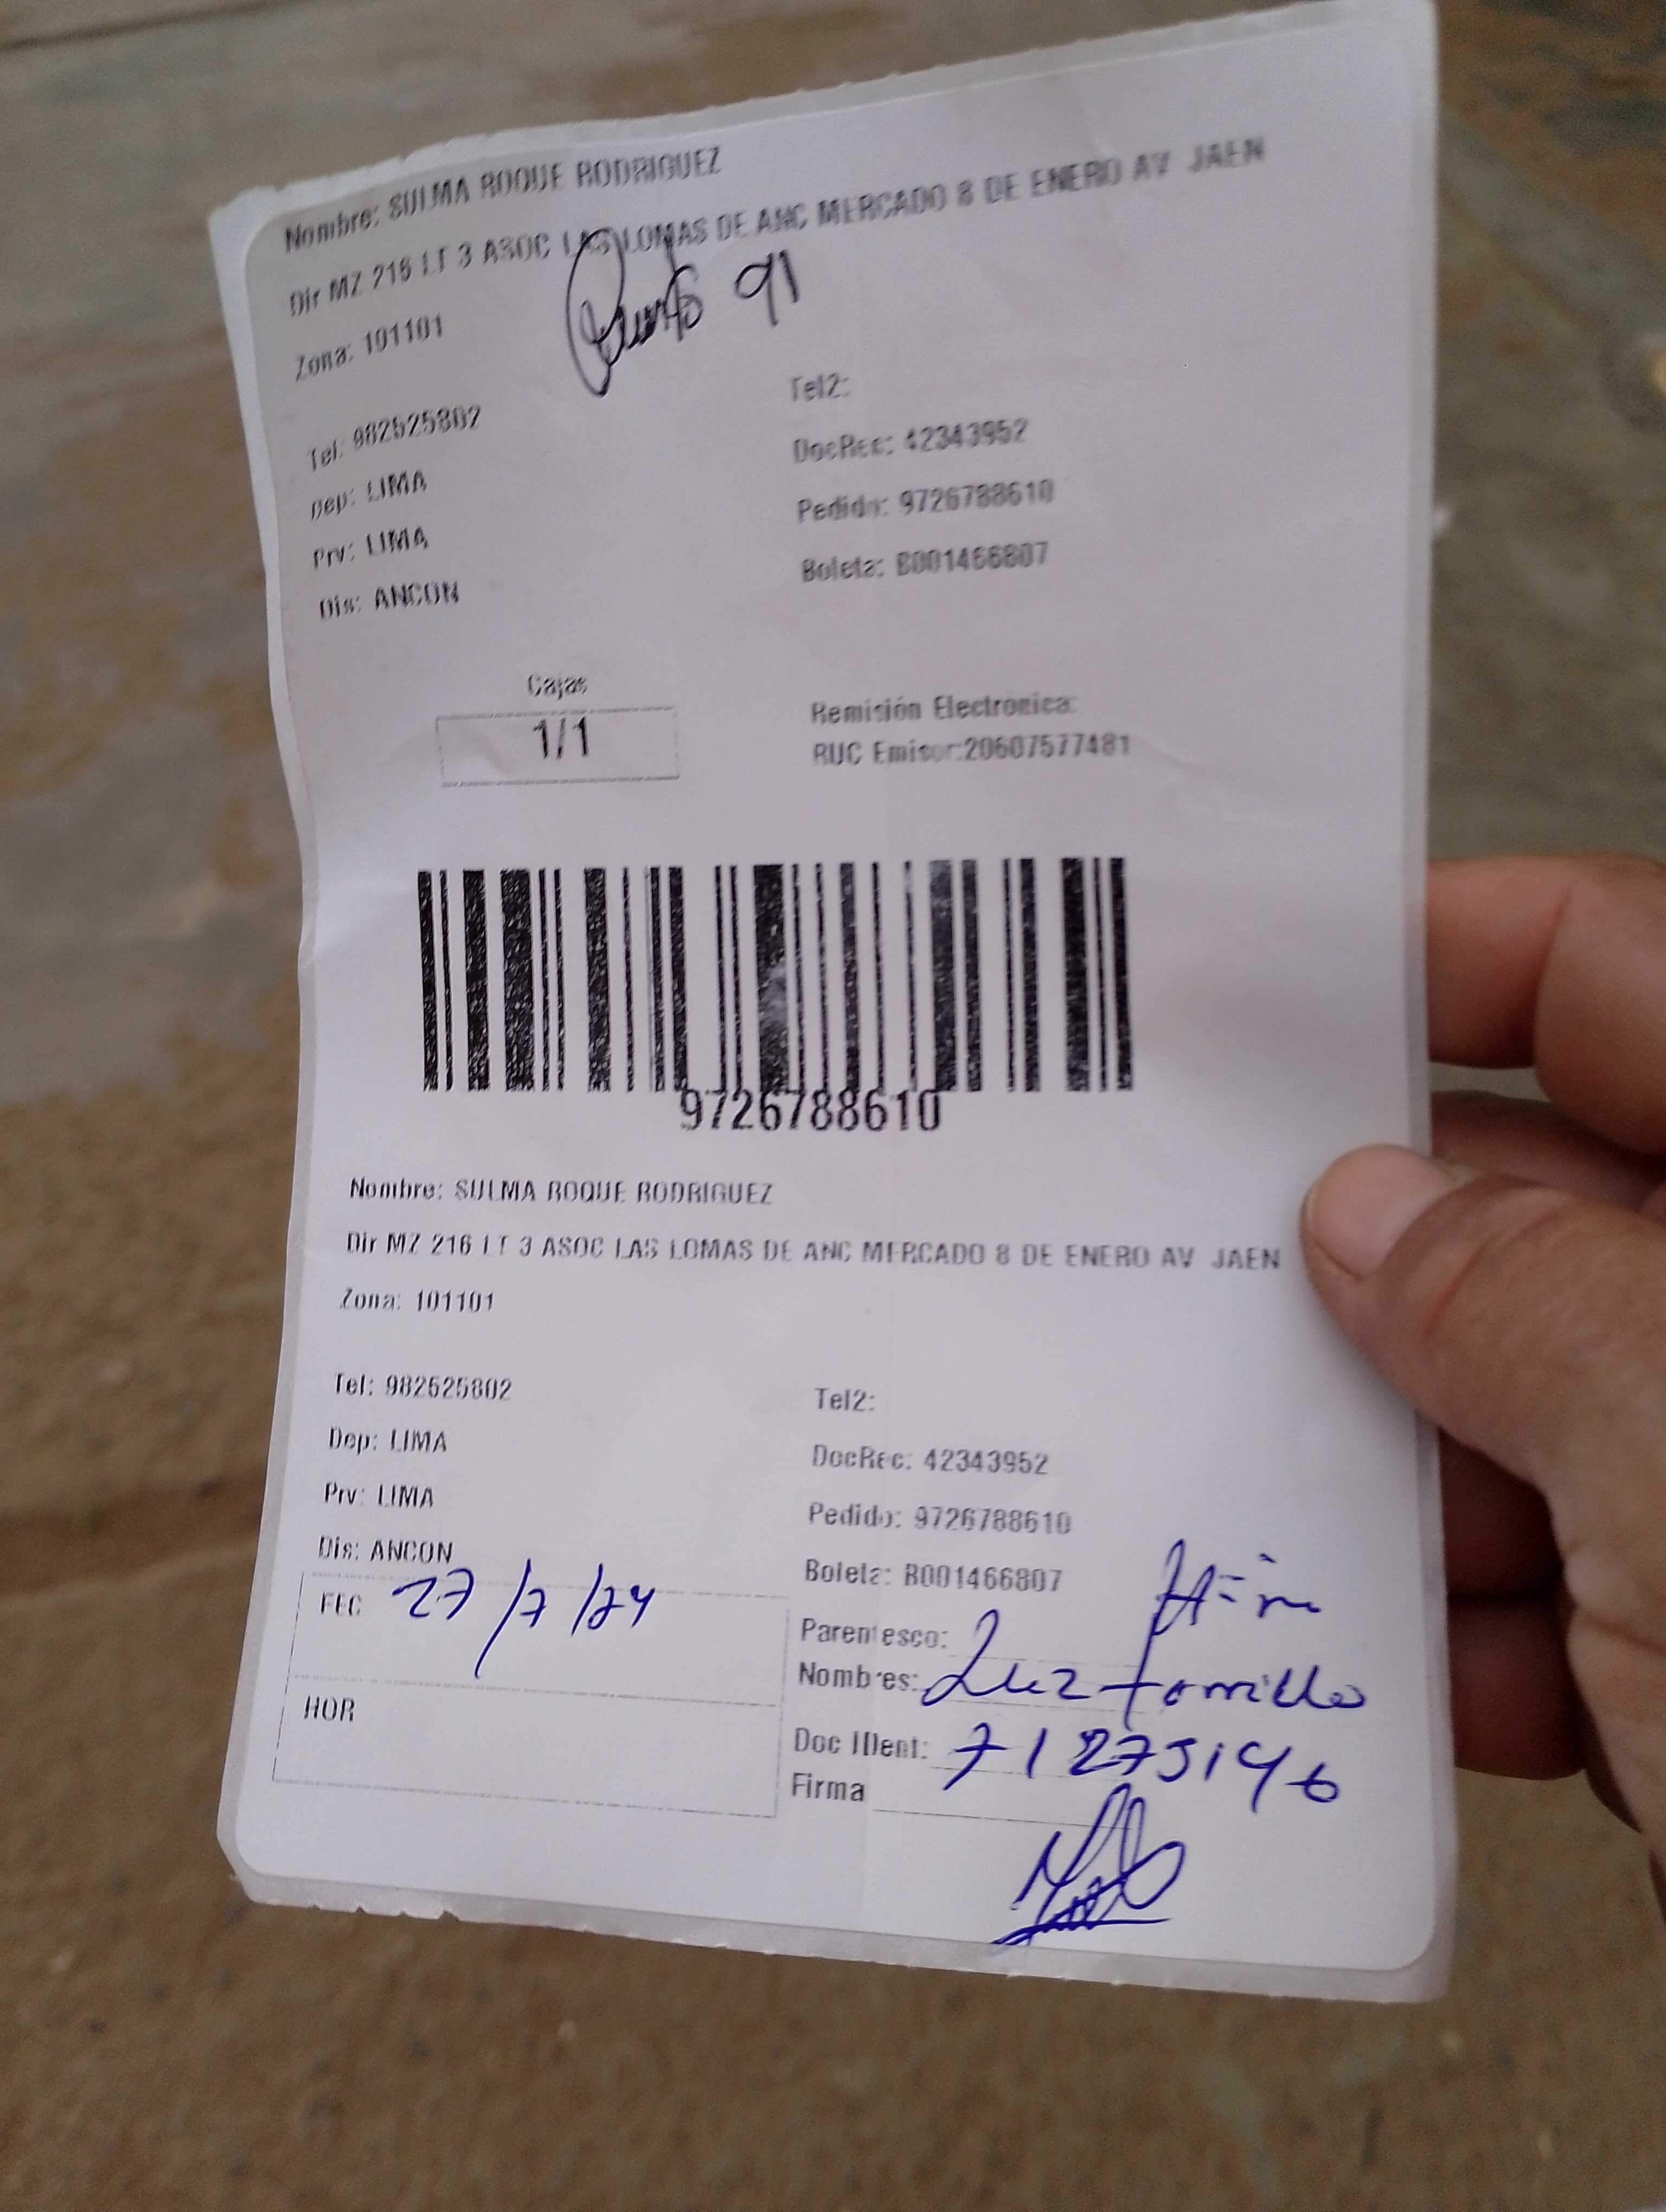 Nombre: SULMA ROQUE RODRIGUEZ
Dir MZ 216 LT 3 ASOC LAS LOMAS DE ANC MERCADO 8 DE ENERO AV JAEN
91
Zona: 101101
Tel: 982525802
Tel2:
Dep: LIMA
DocRec: 42343952
Prv: LIMA
Pedido: 9726788610
Dis: ANCON
Boleta: B001466807
Cajas
1/1
Remisión Electrónica:
RUC Emisor:20607577481
9726788610
Nombre: SULMA ROQUE RODRIGUEZ
Dir MZ 216 LT 3 ASOC LAS LOMAS DE ANC MERCADO 8 DE ENERO AV JAEN
Zona: 101101
Tel: 982525802
Tel2:
Dep: LIMA
DocRec: 42343952
Prv: LIMA
Pedido: 9726788610
Dis: ANCON
Boleta: B001466807
FEC 27/7/24
Parentesco:
Nombres:
HOR
Doc IDent: 71275146
Firma